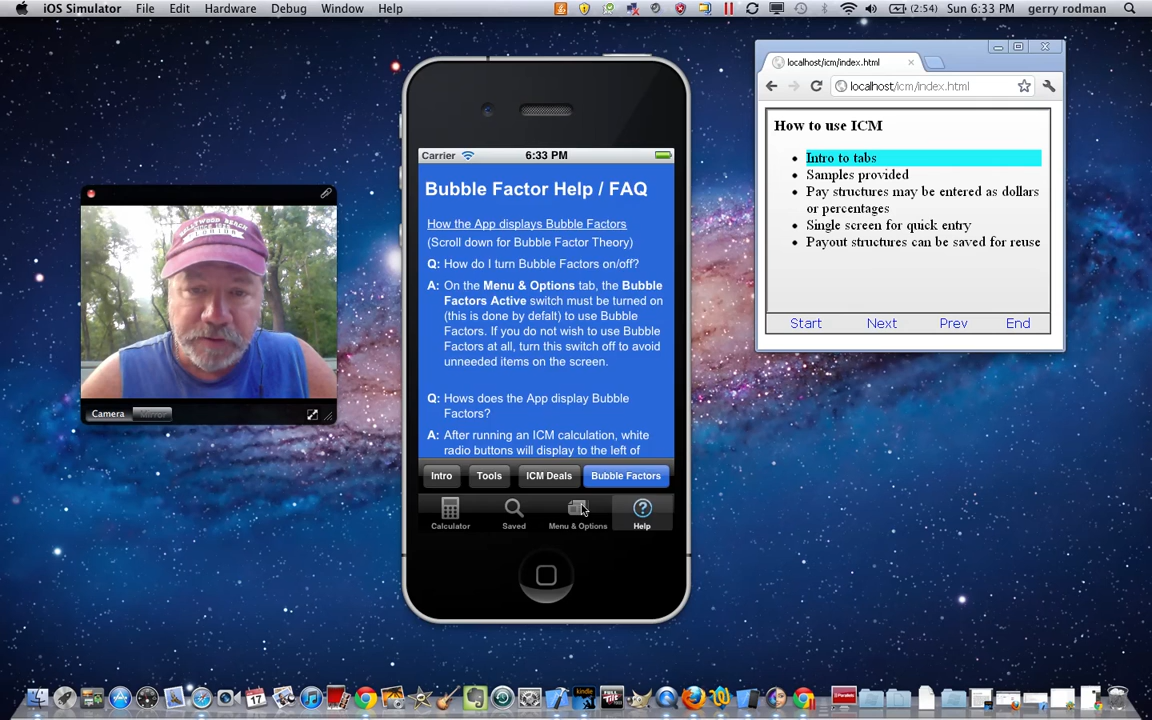 iOS Simulator File Edit Hardware Debug Window Help
(2:54) Sun 6:33 PM gerry rodman
Carrier 6:33 PM
Bubble Factor Help / FAQ
How the App displays Bubble Factors
(Scroll down for Bubble Factor Theory)
Q: How do I turn Bubble Factors on/off?
A: On the Menu & Options tab, the Bubble
Factors Active switch must be turned on
(this is done by defalt) to use Bubble
Factors. If you do not wish to use Bubble
Factors at all, turn this switch off to avoid
unneeded items on the screen.
Q: Hows does the App display Bubble
Factors?
A: After running an ICM calculation, white
radio buttons will display to the left of
Intro Tools ICM Deals Bubble Factors
Calculator Saved Menu & Options Help
Camera Mirror
localhost/icm/index.html
localhost/icm/index.html
How to use ICM
Intro to tabs
Samples provided
Pay structures may be entered as dollars
or percentages
Single screen for quick entry
Payout structures can be saved for reuse
Start Next Prev End
17
kindle